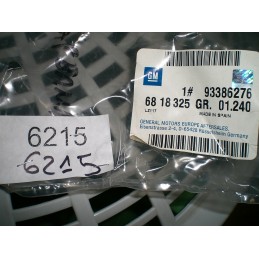 GM
1# 93386276
68 18 325 GR. 01.240
MADE IN SPAIN
GENERAL MOTORS EUROPE AFTERSALES
6215
6215